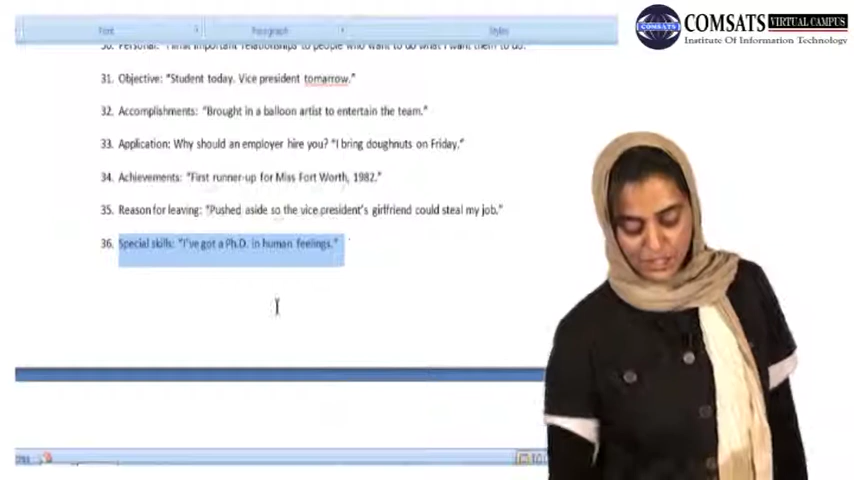 Font Paragraph Styles
COMSATS VIRTUAL CAMPUS
Institute Of Information Technology
COMSATS
30. Personal: "I limit important relationships to people who want to do what I want them to do."
31. Objective: "Student today. Vice president tomarrow."
32. Accomplishments: "Brought in a balloon artist to entertain the team."
33. Application: Why should an employer hire you? "I bring doughnuts on Friday."
34. Achievements: "First runner-up for Miss Fort Worth, 1982."
35. Reason for leaving: "Pushed aside so the vice president's girlfriend could steal my job."
36. Special skills: "I've got a Ph.D. in human feelings."